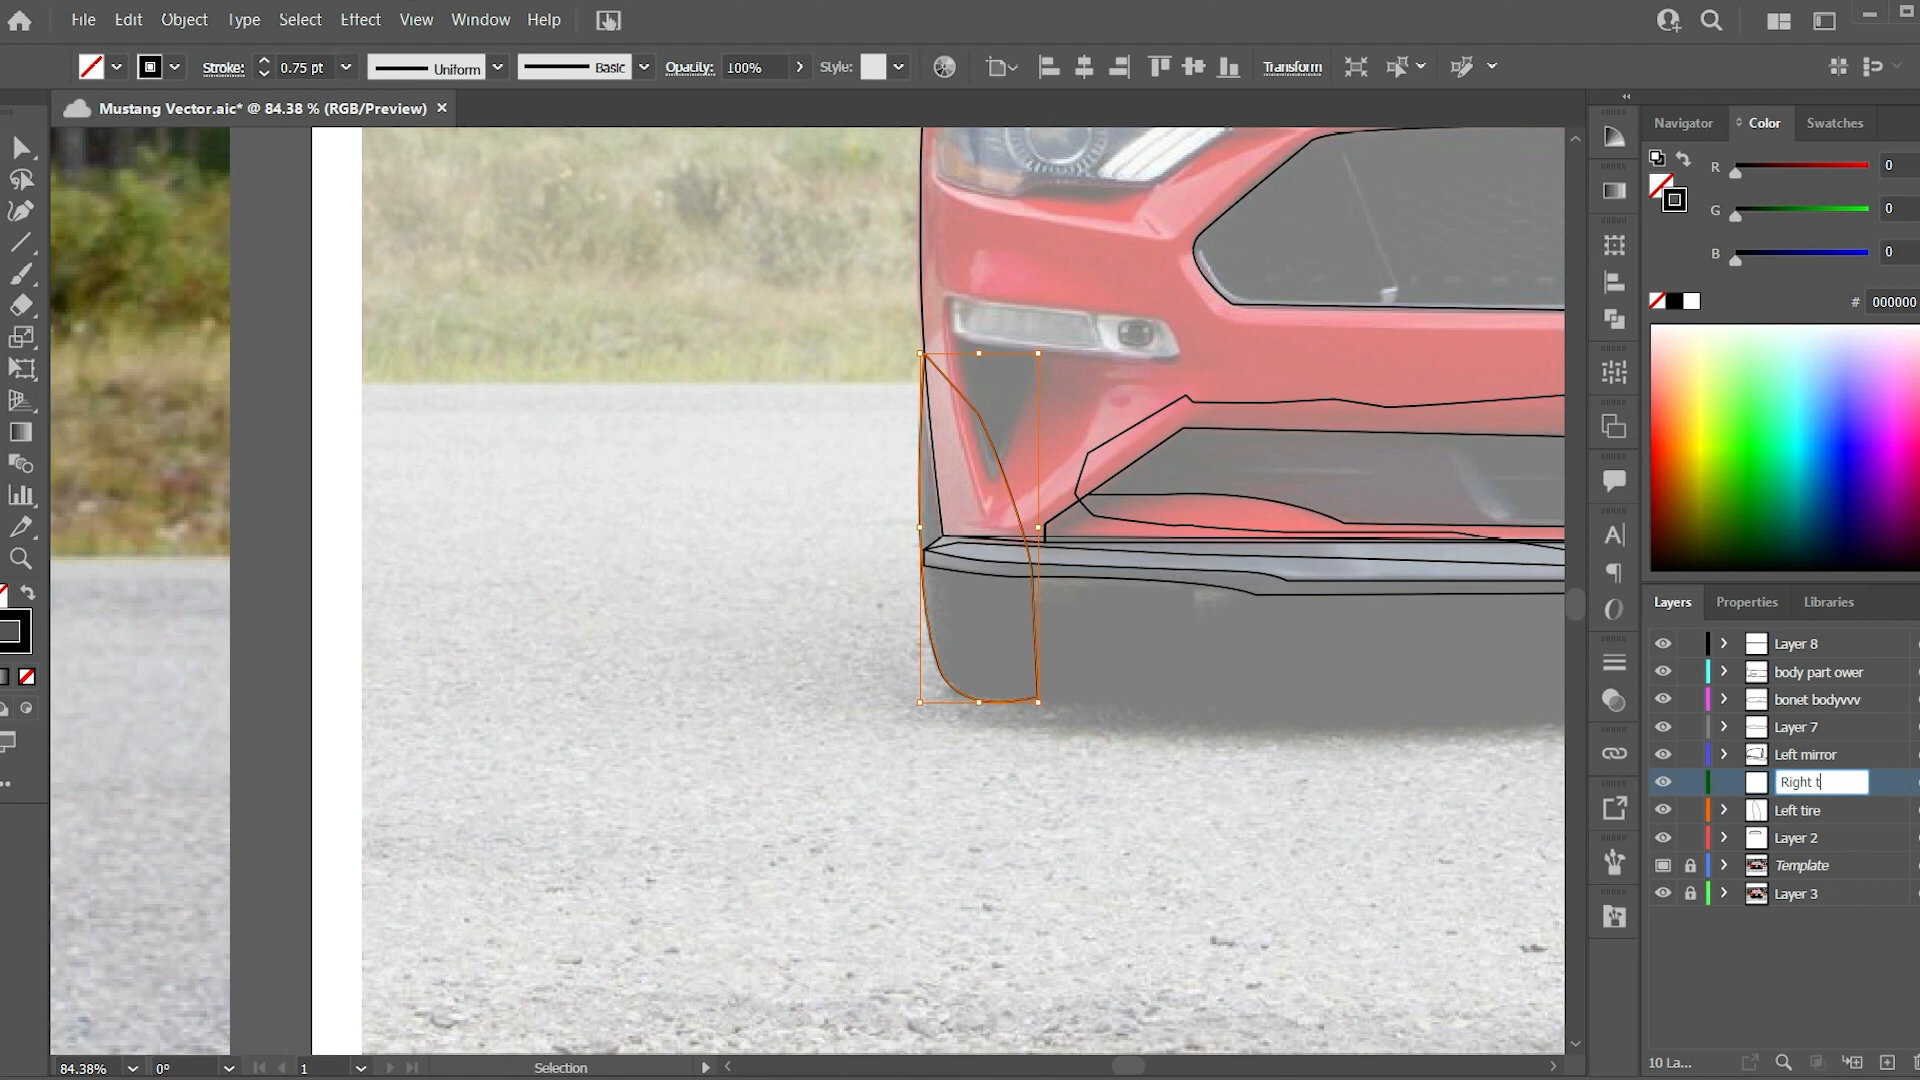 File Edit Object Type Select Effect View Window Help
Stroke: 0.75 pt Uniform Basic Opacity: 100% Style: Transform
Mustang Vector.aic* @ 84.38 % (RGB/Preview) ×
Navigator Color Swatches
R 0
G 0
B 0
# 000000
Layers Properties Libraries
Layer 8
body part ower
bonet bodyvvv
Layer 7
Left mirror
Right t
Left tire
Layer 2
Template
Layer 3
10 La...
84.38% 0° 1 Selection